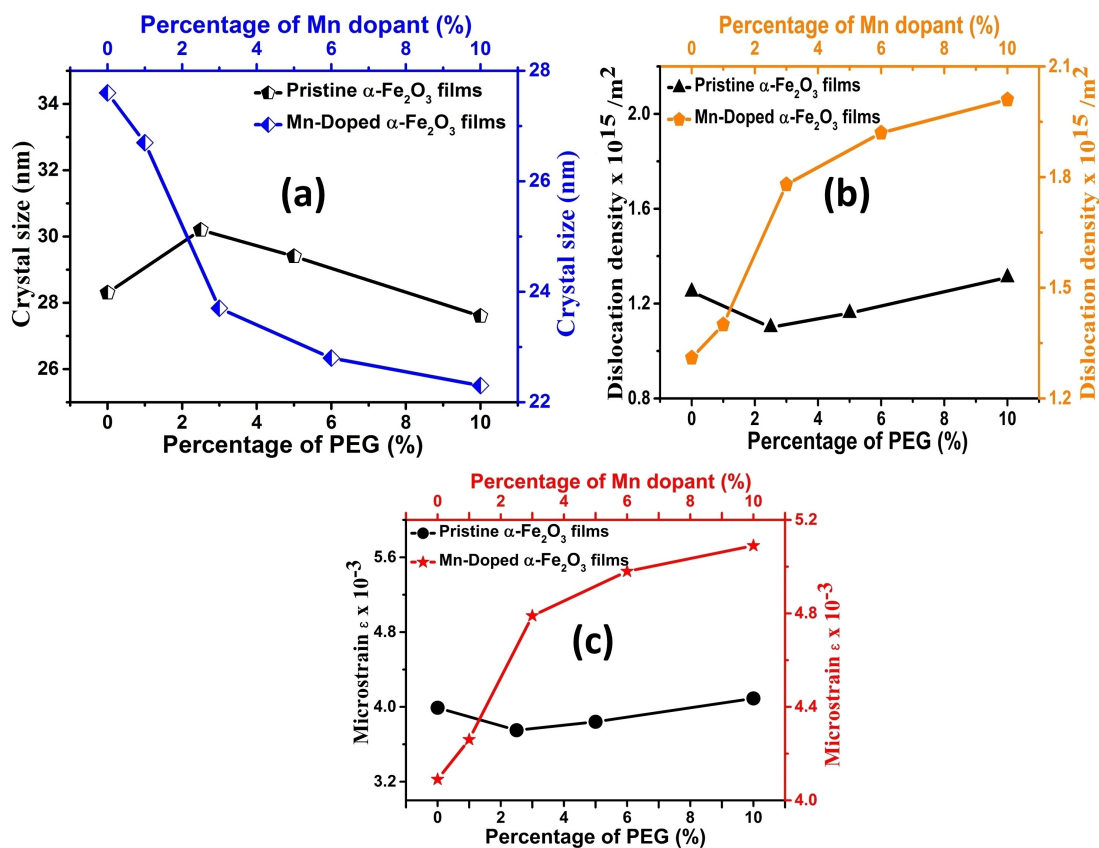 Percentage of Mn dopant (%)
0 2 4 6 8 10
Pristine α-Fe₂O₃ films
Mn-Doped α-Fe₂O₃ films
(a)
Crystal size (nm)
34
32
30
28
26
Crystal size (nm)
28
26
24
22
0 2 4 6 8 10
Percentage of PEG (%)
Percentage of Mn dopant (%)
0 2 4 6 8 10
Pristine α-Fe₂O₃ films
Mn-Doped α-Fe₂O₃ films
(b)
Dislocation density x 10¹⁵ /m²
2.0
1.6
1.2
0.8
Dislocation density x 10¹⁵ /m²
2.1
1.8
1.5
1.2
0 2 4 6 8 10
Percentage of PEG (%)
Percentage of Mn dopant (%)
0 2 4 6 8 10
Pristine α-Fe₂O₃ films
Mn-Doped α-Fe₂O₃ films
(c)
Microstrain ε x 10⁻³
5.6
4.8
4.0
3.2
Microstrain ε x 10⁻³
5.2
4.8
4.4
4.0
0 2 4 6 8 10
Percentage of PEG (%)